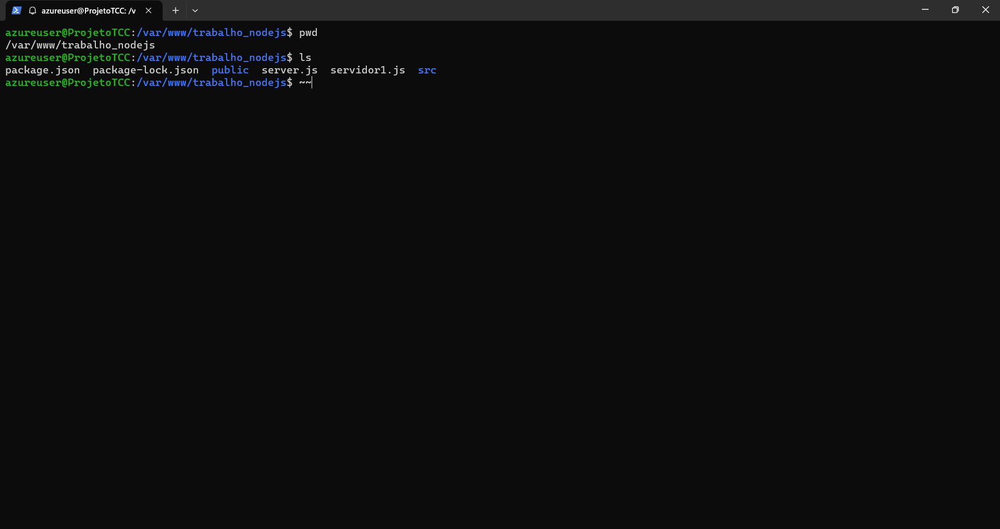 azureuser@ProjetoTCC: /v
azureuser@ProjetoTCC:/var/www/trabalho_nodejs$ pwd
/var/www/trabalho_nodejs
azureuser@ProjetoTCC:/var/www/trabalho_nodejs$ ls
package.json  package-lock.json  public  server.js  servidor1.js  src
azureuser@ProjetoTCC:/var/www/trabalho_nodejs$ ~~